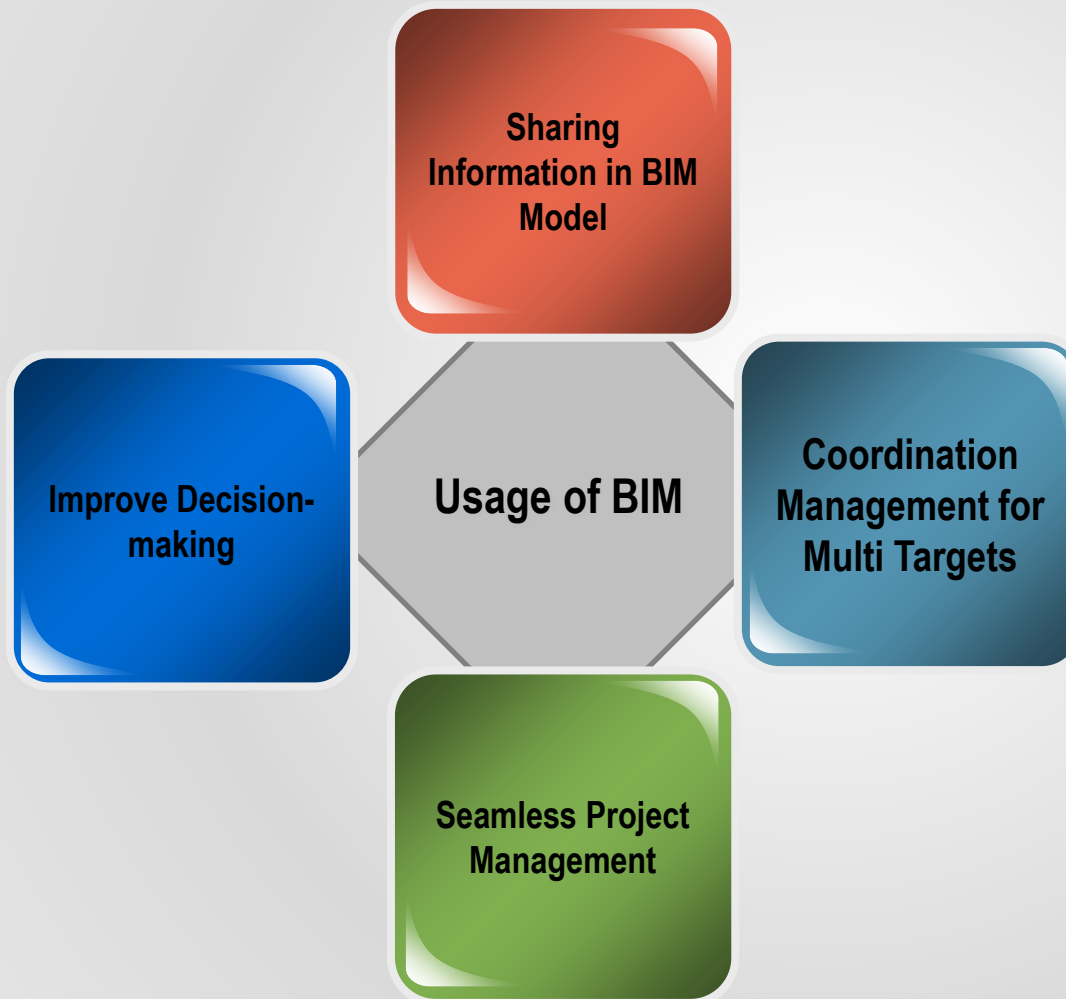 Sharing
Information in BIM
Model
Improve Decision-
making
Usage of BIM
Coordination
Management for
Multi Targets
Seamless Project
Management